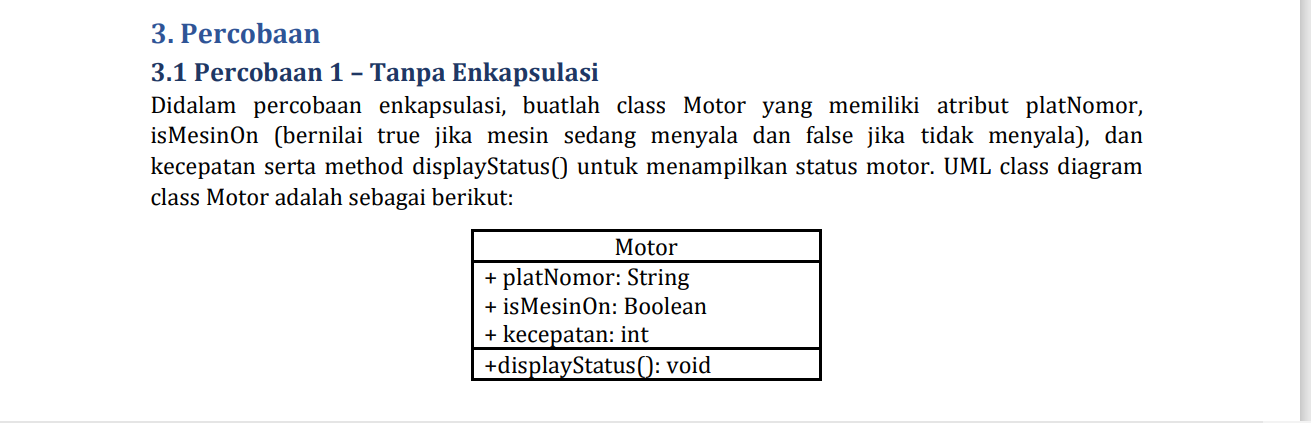 3. Percobaan
3.1 Percobaan 1 – Tanpa Enkapsulasi
Didalam percobaan enkapsulasi, buatlah class Motor yang memiliki atribut platNomor,
isMesinOn (bernilai true jika mesin sedang menyala dan false jika tidak menyala), dan
kecepatan serta method displayStatus() untuk menampilkan status motor. UML class diagram
class Motor adalah sebagai berikut:
Motor
+ platNomor: String
+ isMesinOn: Boolean
+ kecepatan: int
+displayStatus(): void